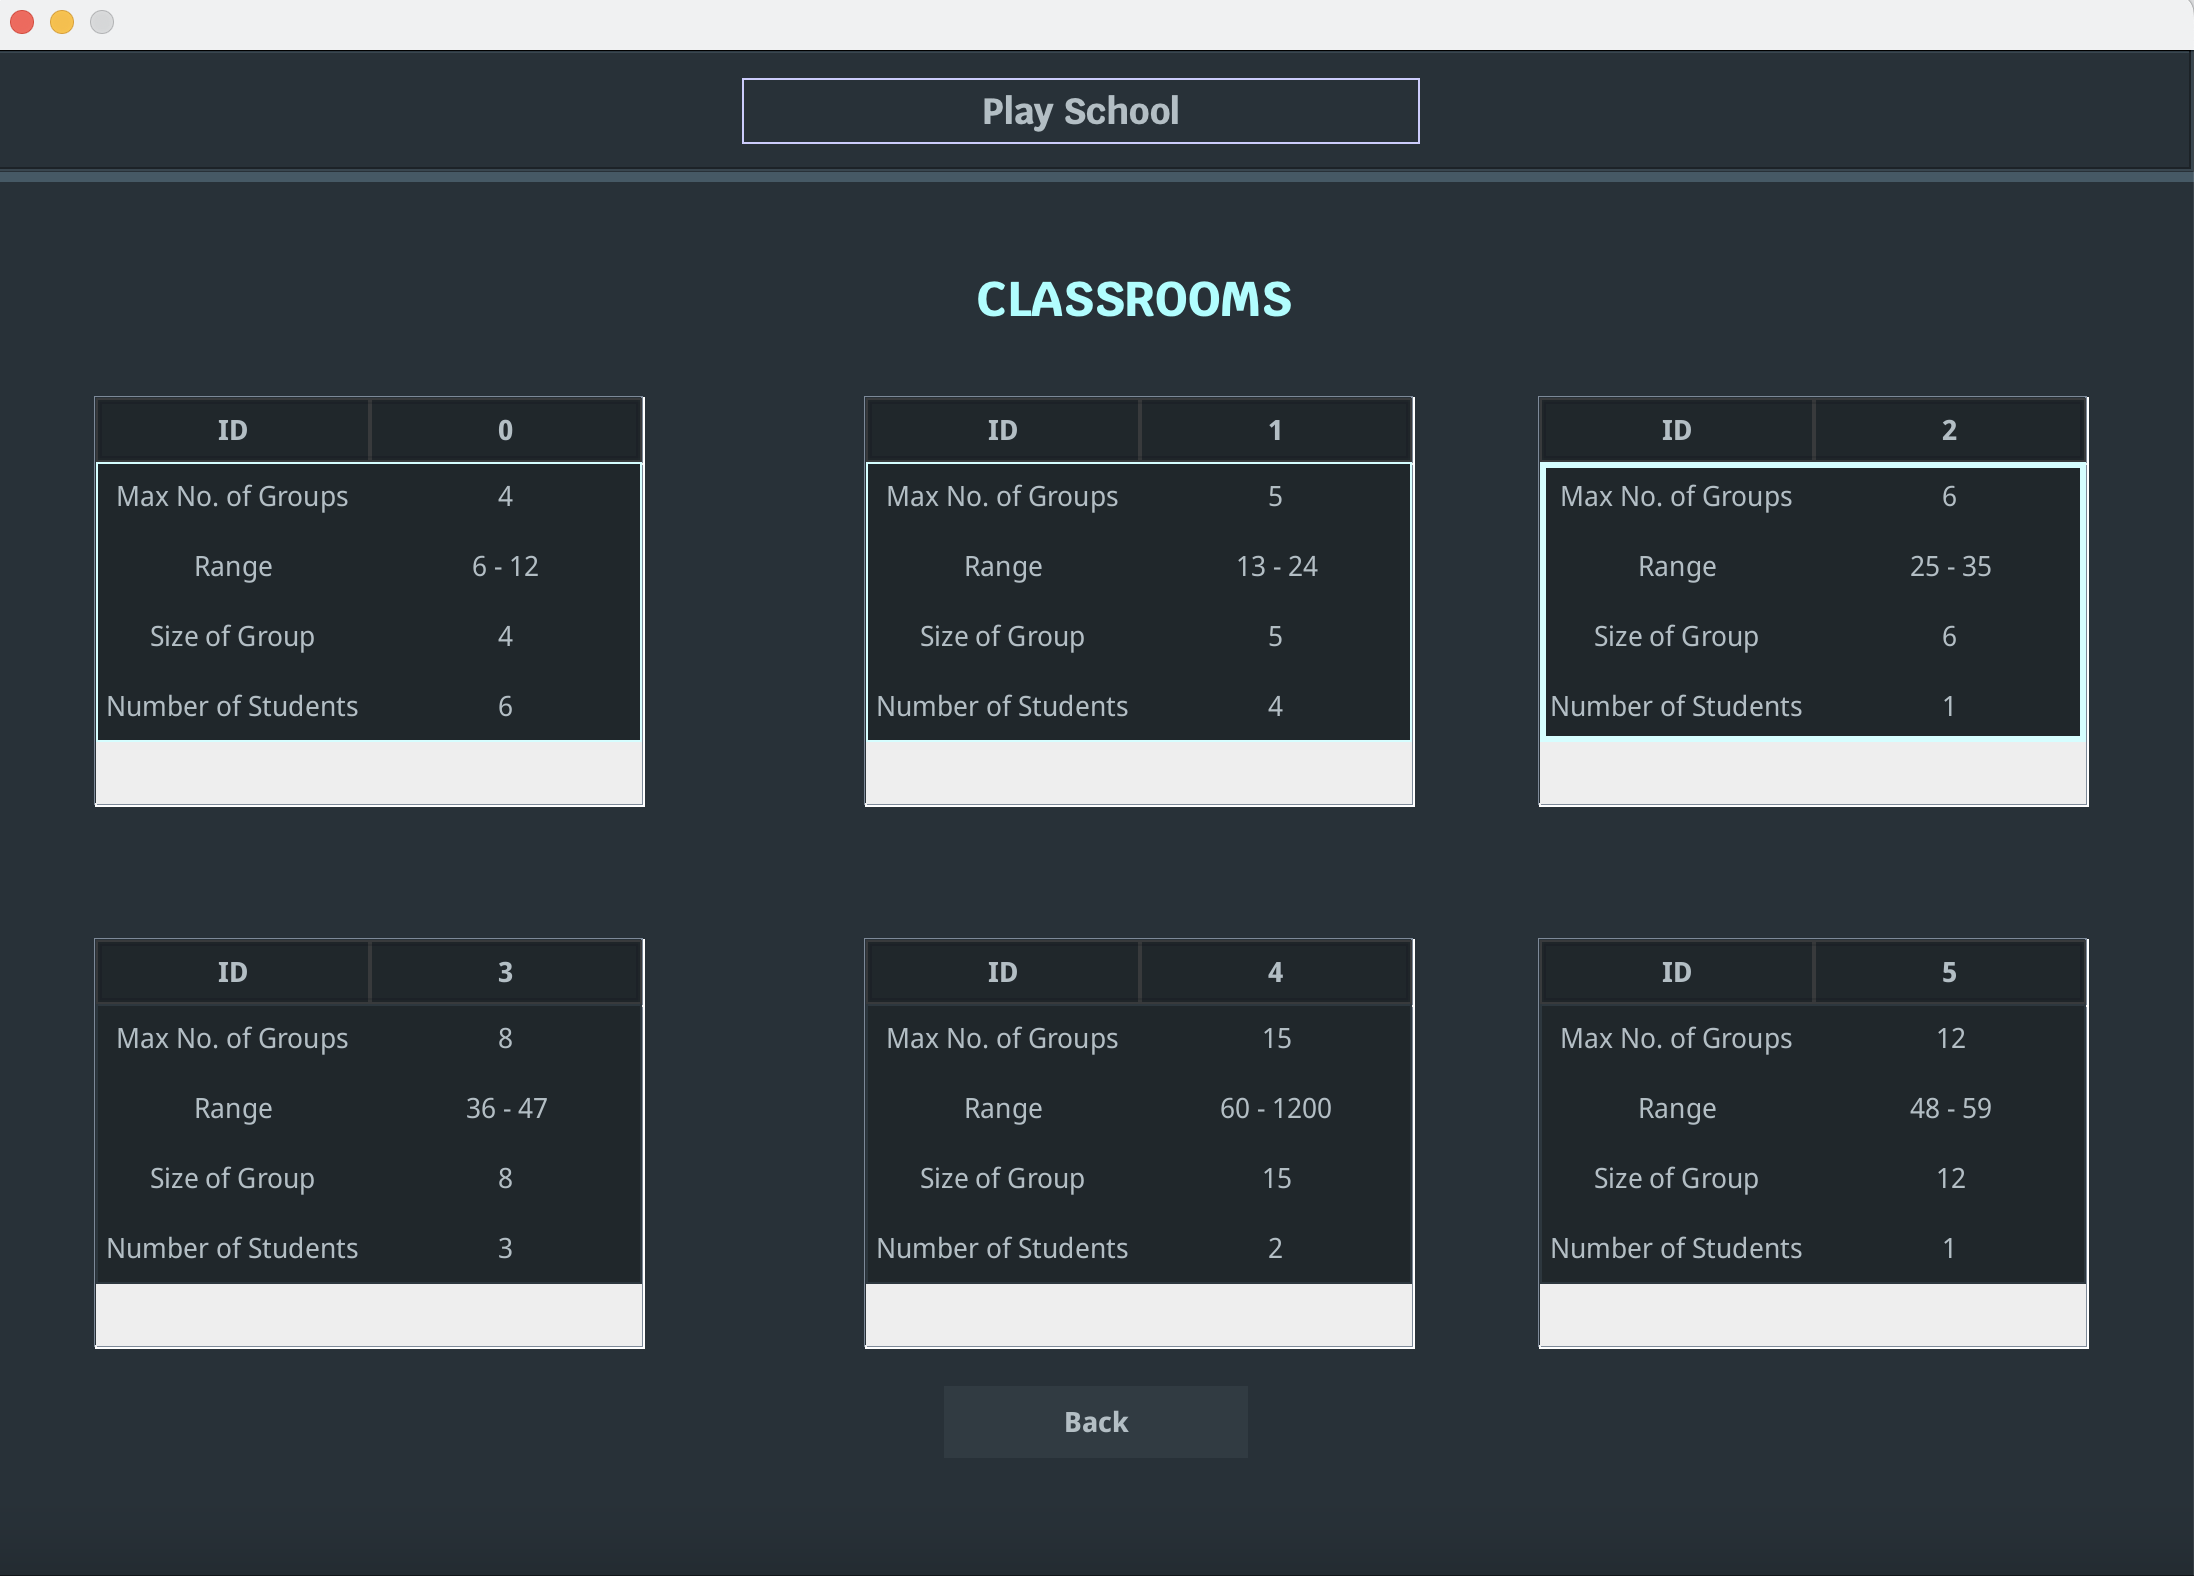 Play School
CLASSROOMS
ID 0
Max No. of Groups 4
Range 6 - 12
Size of Group 4
Number of Students 6
ID 1
Max No. of Groups 5
Range 13 - 24
Size of Group 5
Number of Students 4
ID 2
Max No. of Groups 6
Range 25 - 35
Size of Group 6
Number of Students 1
ID 3
Max No. of Groups 8
Range 36 - 47
Size of Group 8
Number of Students 3
ID 4
Max No. of Groups 15
Range 60 - 1200
Size of Group 15
Number of Students 2
ID 5
Max No. of Groups 12
Range 48 - 59
Size of Group 12
Number of Students 1
Back